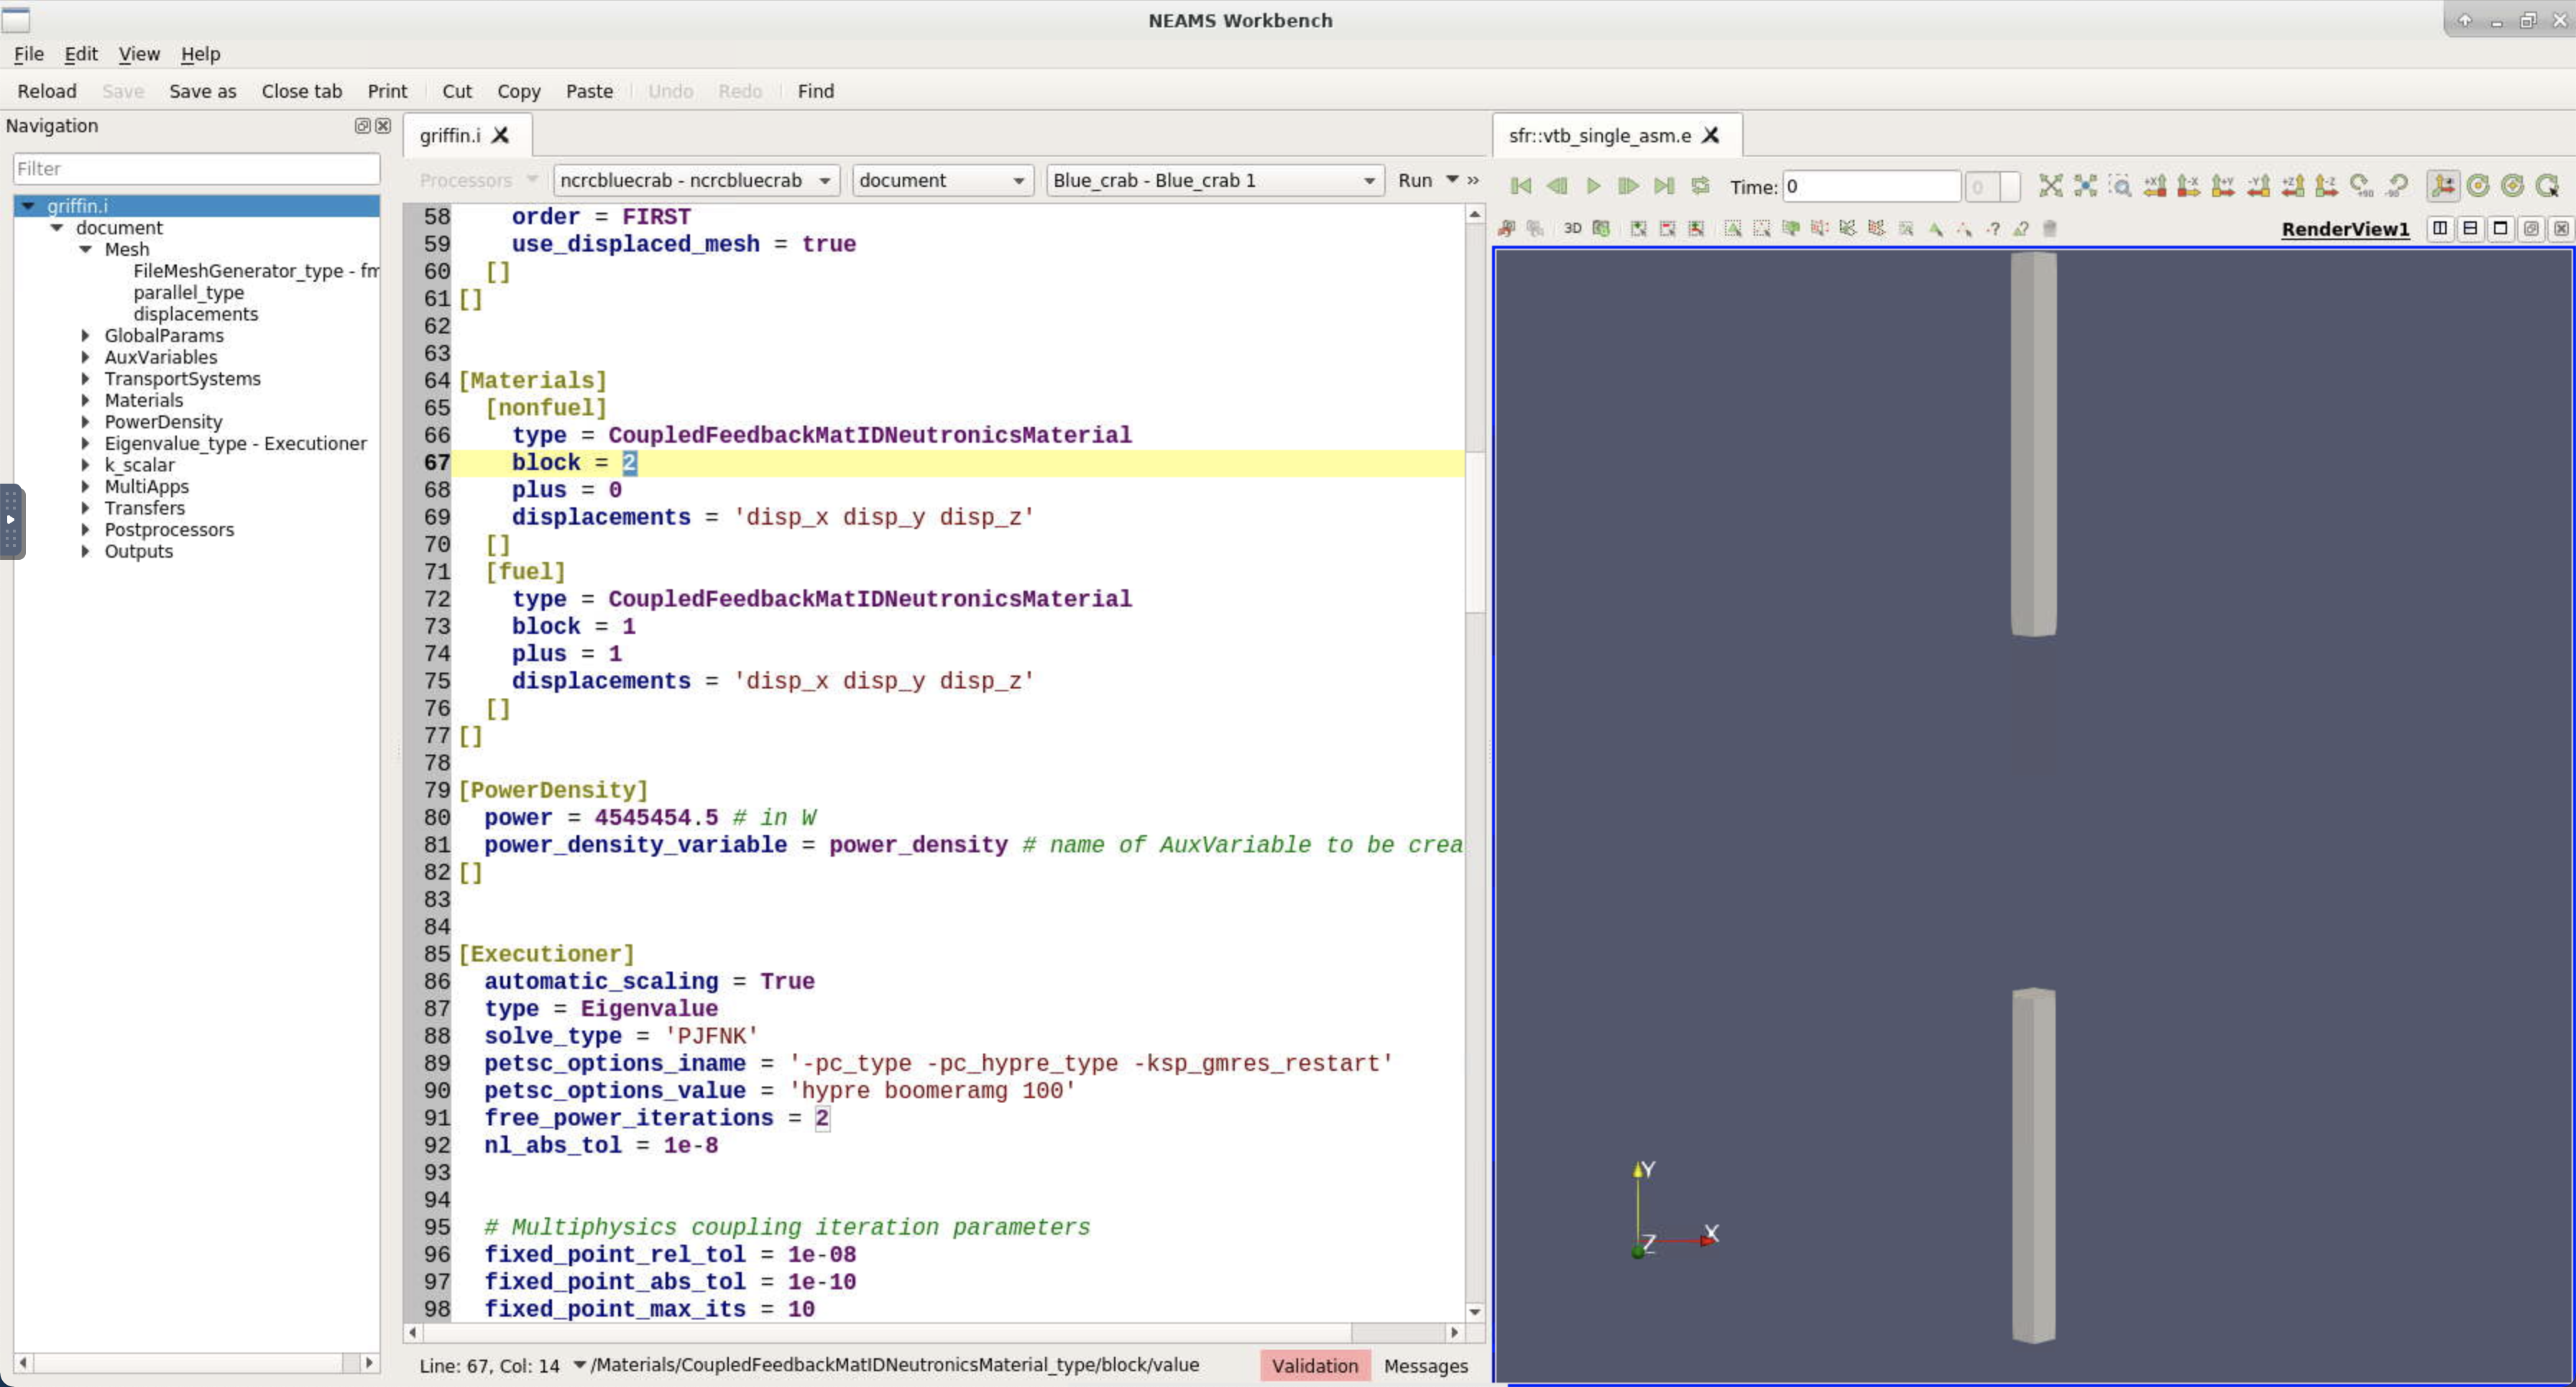 NEAMS Workbench
File Edit View Help
Reload Save Save as Close tab Print Cut Copy Paste Undo Redo Find
Navigation
Filter
griffin.i
document
Mesh
FileMeshGenerator_type - fm
parallel_type
displacements
GlobalParams
AuxVariables
TransportSystems
Materials
PowerDensity
Eigenvalue_type - Executioner
k_scalar
MultiApps
Transfers
Postprocessors
Outputs
griffin.i
Processors ncrcbluecrab - ncrcbluecrab document Blue_crab - Blue_crab 1 Run »
58 order = FIRST
59 use_displaced_mesh = true
60 []
61 []
62
63
64 [Materials]
65 [nonfuel]
66 type = CoupledFeedbackMatIDNeutronicsMaterial
67 block = 2
68 plus = 0
69 displacements = 'disp_x disp_y disp_z'
70 []
71 [fuel]
72 type = CoupledFeedbackMatIDNeutronicsMaterial
73 block = 1
74 plus = 1
75 displacements = 'disp_x disp_y disp_z'
76 []
77 []
78
79 [PowerDensity]
80 power = 4545454.5 # in W
81 power_density_variable = power_density # name of AuxVariable to be crea
82 []
83
84
85 [Executioner]
86 automatic_scaling = True
87 type = Eigenvalue
88 solve_type = 'PJFNK'
89 petsc_options_iname = '-pc_type -pc_hypre_type -ksp_gmres_restart'
90 petsc_options_value = 'hypre boomeramg 100'
91 free_power_iterations = 2
92 nl_abs_tol = 1e-8
93
94
95 # Multiphysics coupling iteration parameters
96 fixed_point_rel_tol = 1e-08
97 fixed_point_abs_tol = 1e-10
98 fixed_point_max_its = 10
Line: 67, Col: 14 /Materials/CoupledFeedbackMatIDNeutronicsMaterial_type/block/value Validation Messages
sfr::vtb_single_asm.e
Time: 0 0
3D RenderView1
Y
X
Z